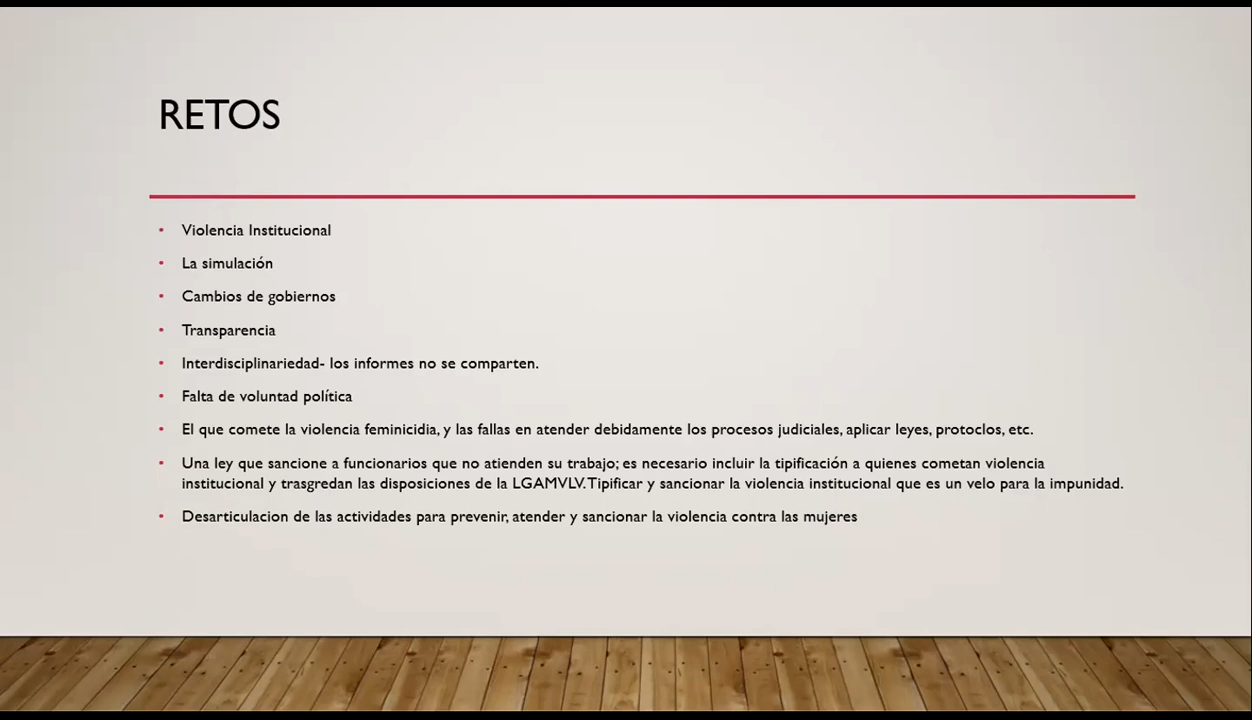 RETOS
• Violencia Institucional
• La simulación
• Cambios de gobiernos
• Transparencia
• Interdisciplinariedad- los informes no se comparten.
• Falta de voluntad política
• El que comete la violencia feminicidia, y las fallas en atender debidamente los procesos judiciales, aplicar leyes, protoclos, etc.
• Una ley que sancione a funcionarios que no atienden su trabajo; es necesario incluir la tipificación a quienes cometan violencia
institucional y trasgredan las disposiciones de la LGAMVLV. Tipificar y sancionar la violencia institucional que es un velo para la impunidad.
• Desarticulacion de las actividades para prevenir, atender y sancionar la violencia contra las mujeres